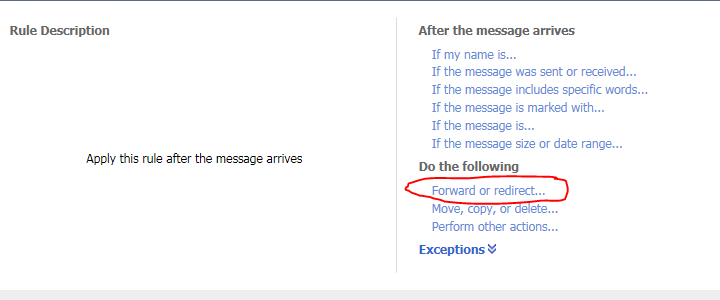 Rule Description
Apply this rule after the message arrives
After the message arrives
If my name is...
If the message was sent or received...
If the message includes specific words...
If the message is marked with...
If the message is...
If the message size or date range...
Do the following
Forward or redirect...
Move, copy, or delete...
Perform other actions...
Exceptions